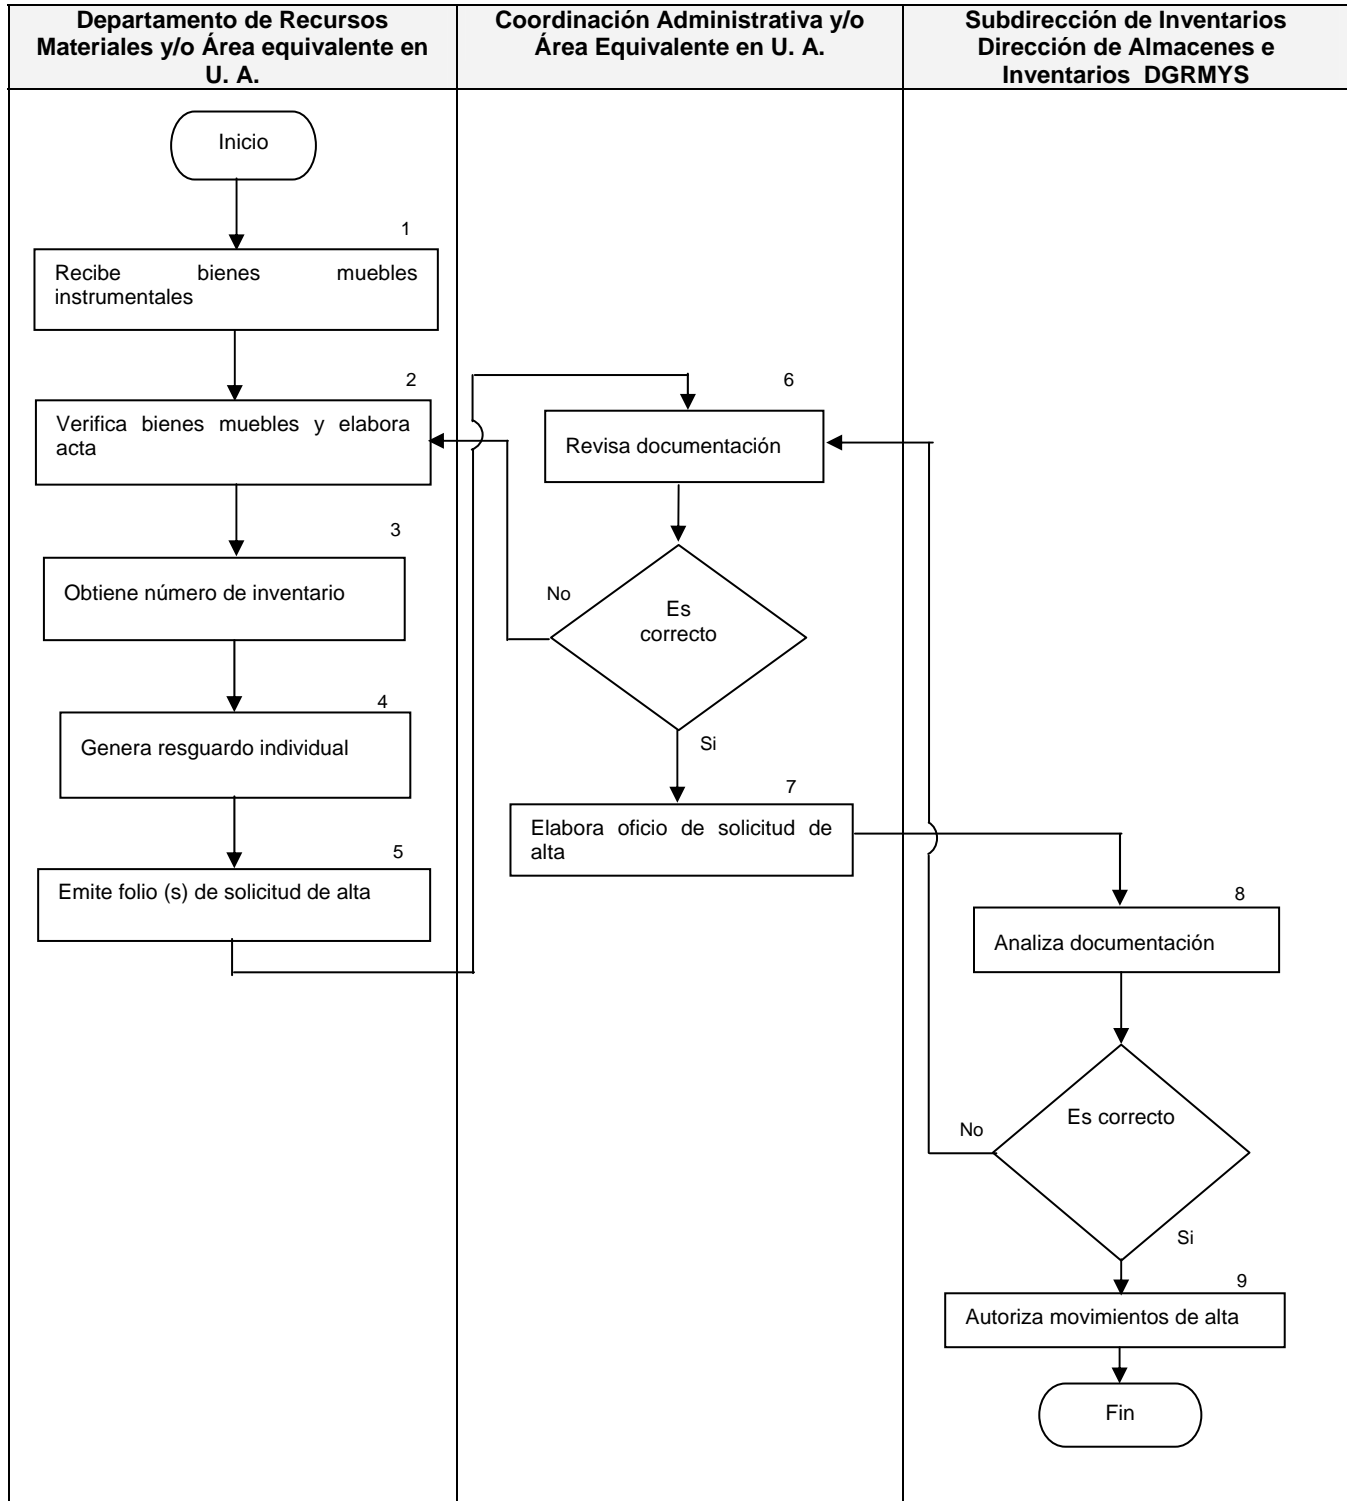 Departamento de Recursos
Materiales y/o Área equivalente en
U. A.
Coordinación Administrativa y/o
Área Equivalente en U. A.
Subdirección de Inventarios
Dirección de Almacenes e
Inventarios DGRMYS
Inicio
1
Recibe bienes muebles
instrumentales
2
Verifica bienes muebles y elabora
acta
3
Obtiene número de inventario
4
Genera resguardo individual
5
Emite folio (s) de solicitud de alta
6
Revisa documentación
No
Es
correcto
Si
7
Elabora oficio de solicitud de
alta
8
Analiza documentación
No
Es correcto
Si
9
Autoriza movimientos de alta
Fin